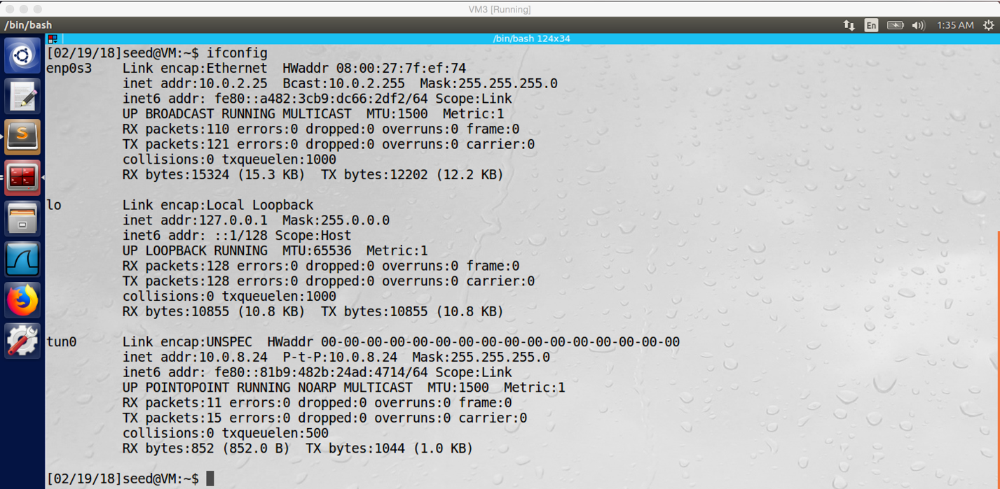 VM3 [Running]
/bin/bash
En
1:35 AM
/bin/bash 124x34
[02/19/18]seed@VM:~$ ifconfig
enp0s3    Link encap:Ethernet  HWaddr 08:00:27:7f:ef:74
          inet addr:10.0.2.25  Bcast:10.0.2.255  Mask:255.255.255.0
          inet6 addr: fe80::a482:3cb9:dc66:2df2/64 Scope:Link
          UP BROADCAST RUNNING MULTICAST  MTU:1500  Metric:1
          RX packets:110 errors:0 dropped:0 overruns:0 frame:0
          TX packets:121 errors:0 dropped:0 overruns:0 carrier:0
          collisions:0 txqueuelen:1000
          RX bytes:15324 (15.3 KB)  TX bytes:12202 (12.2 KB)
lo        Link encap:Local Loopback
          inet addr:127.0.0.1  Mask:255.0.0.0
          inet6 addr: ::1/128 Scope:Host
          UP LOOPBACK RUNNING  MTU:65536  Metric:1
          RX packets:128 errors:0 dropped:0 overruns:0 frame:0
          TX packets:128 errors:0 dropped:0 overruns:0 carrier:0
          collisions:0 txqueuelen:1000
          RX bytes:10855 (10.8 KB)  TX bytes:10855 (10.8 KB)
tun0      Link encap:UNSPEC  HWaddr 00-00-00-00-00-00-00-00-00-00-00-00-00-00-00-00
          inet addr:10.0.8.24  P-t-P:10.0.8.24  Mask:255.255.255.0
          inet6 addr: fe80::81b9:482b:24ad:4714/64 Scope:Link
          UP POINTOPOINT RUNNING NOARP MULTICAST  MTU:1500  Metric:1
          RX packets:11 errors:0 dropped:0 overruns:0 frame:0
          TX packets:15 errors:0 dropped:0 overruns:0 carrier:0
          collisions:0 txqueuelen:500
          RX bytes:852 (852.0 B)  TX bytes:1044 (1.0 KB)
[02/19/18]seed@VM:~$